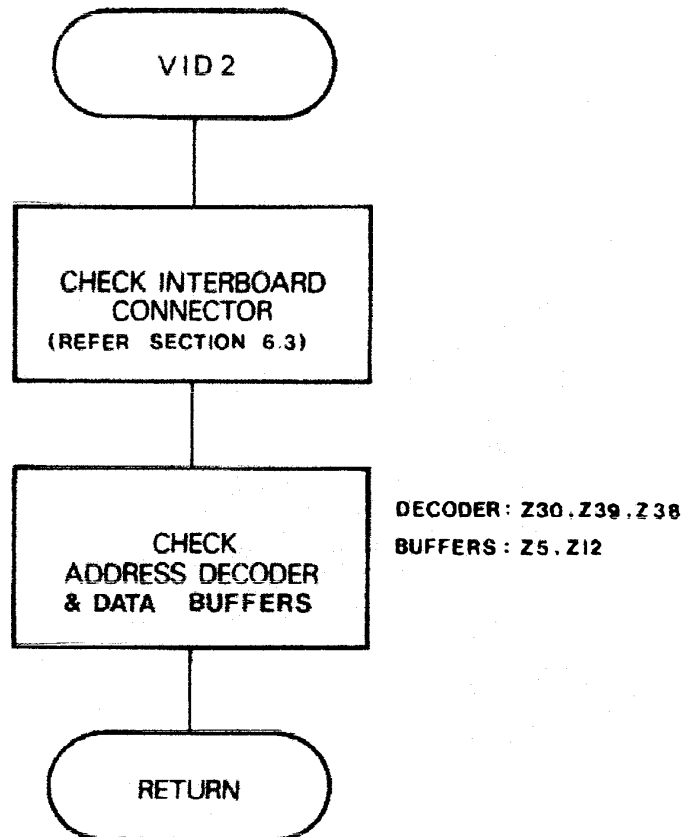 VID 2
CHECK INTERBOARD
CONNECTOR
(REFER SECTION 6.3)
CHECK
ADDRESS DECODER
& DATA BUFFERS
DECODER: Z30, Z39, Z38
BUFFERS: Z5, Z12
RETURN